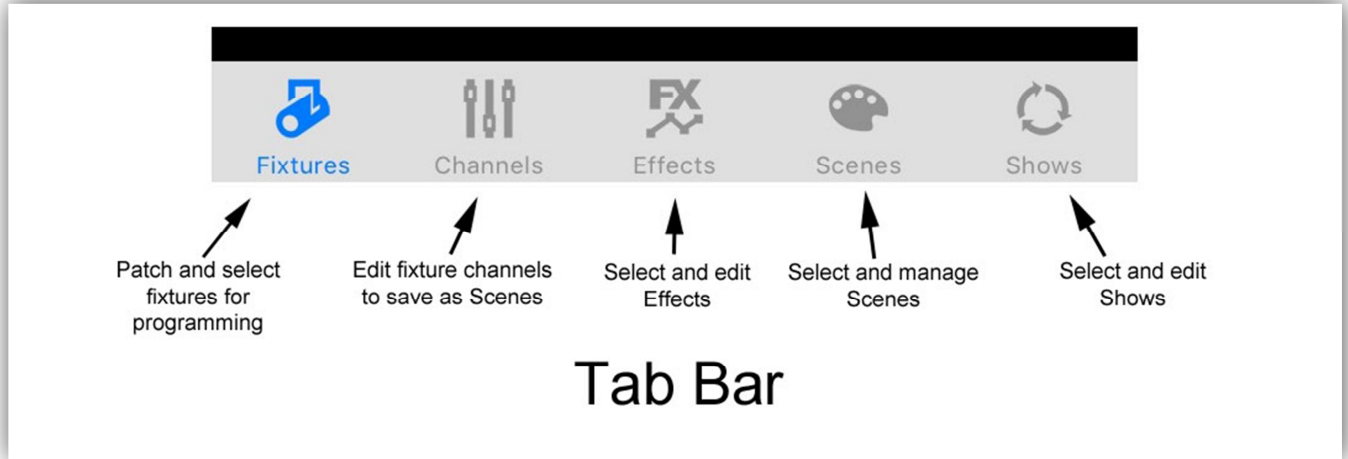 FX
Fixtures Channels Effects Scenes Shows
Patch and select
fixtures for
programming
Edit fixture channels
to save as Scenes
Select and edit
Effects
Select and manage
Scenes
Select and edit
Shows
Tab Bar